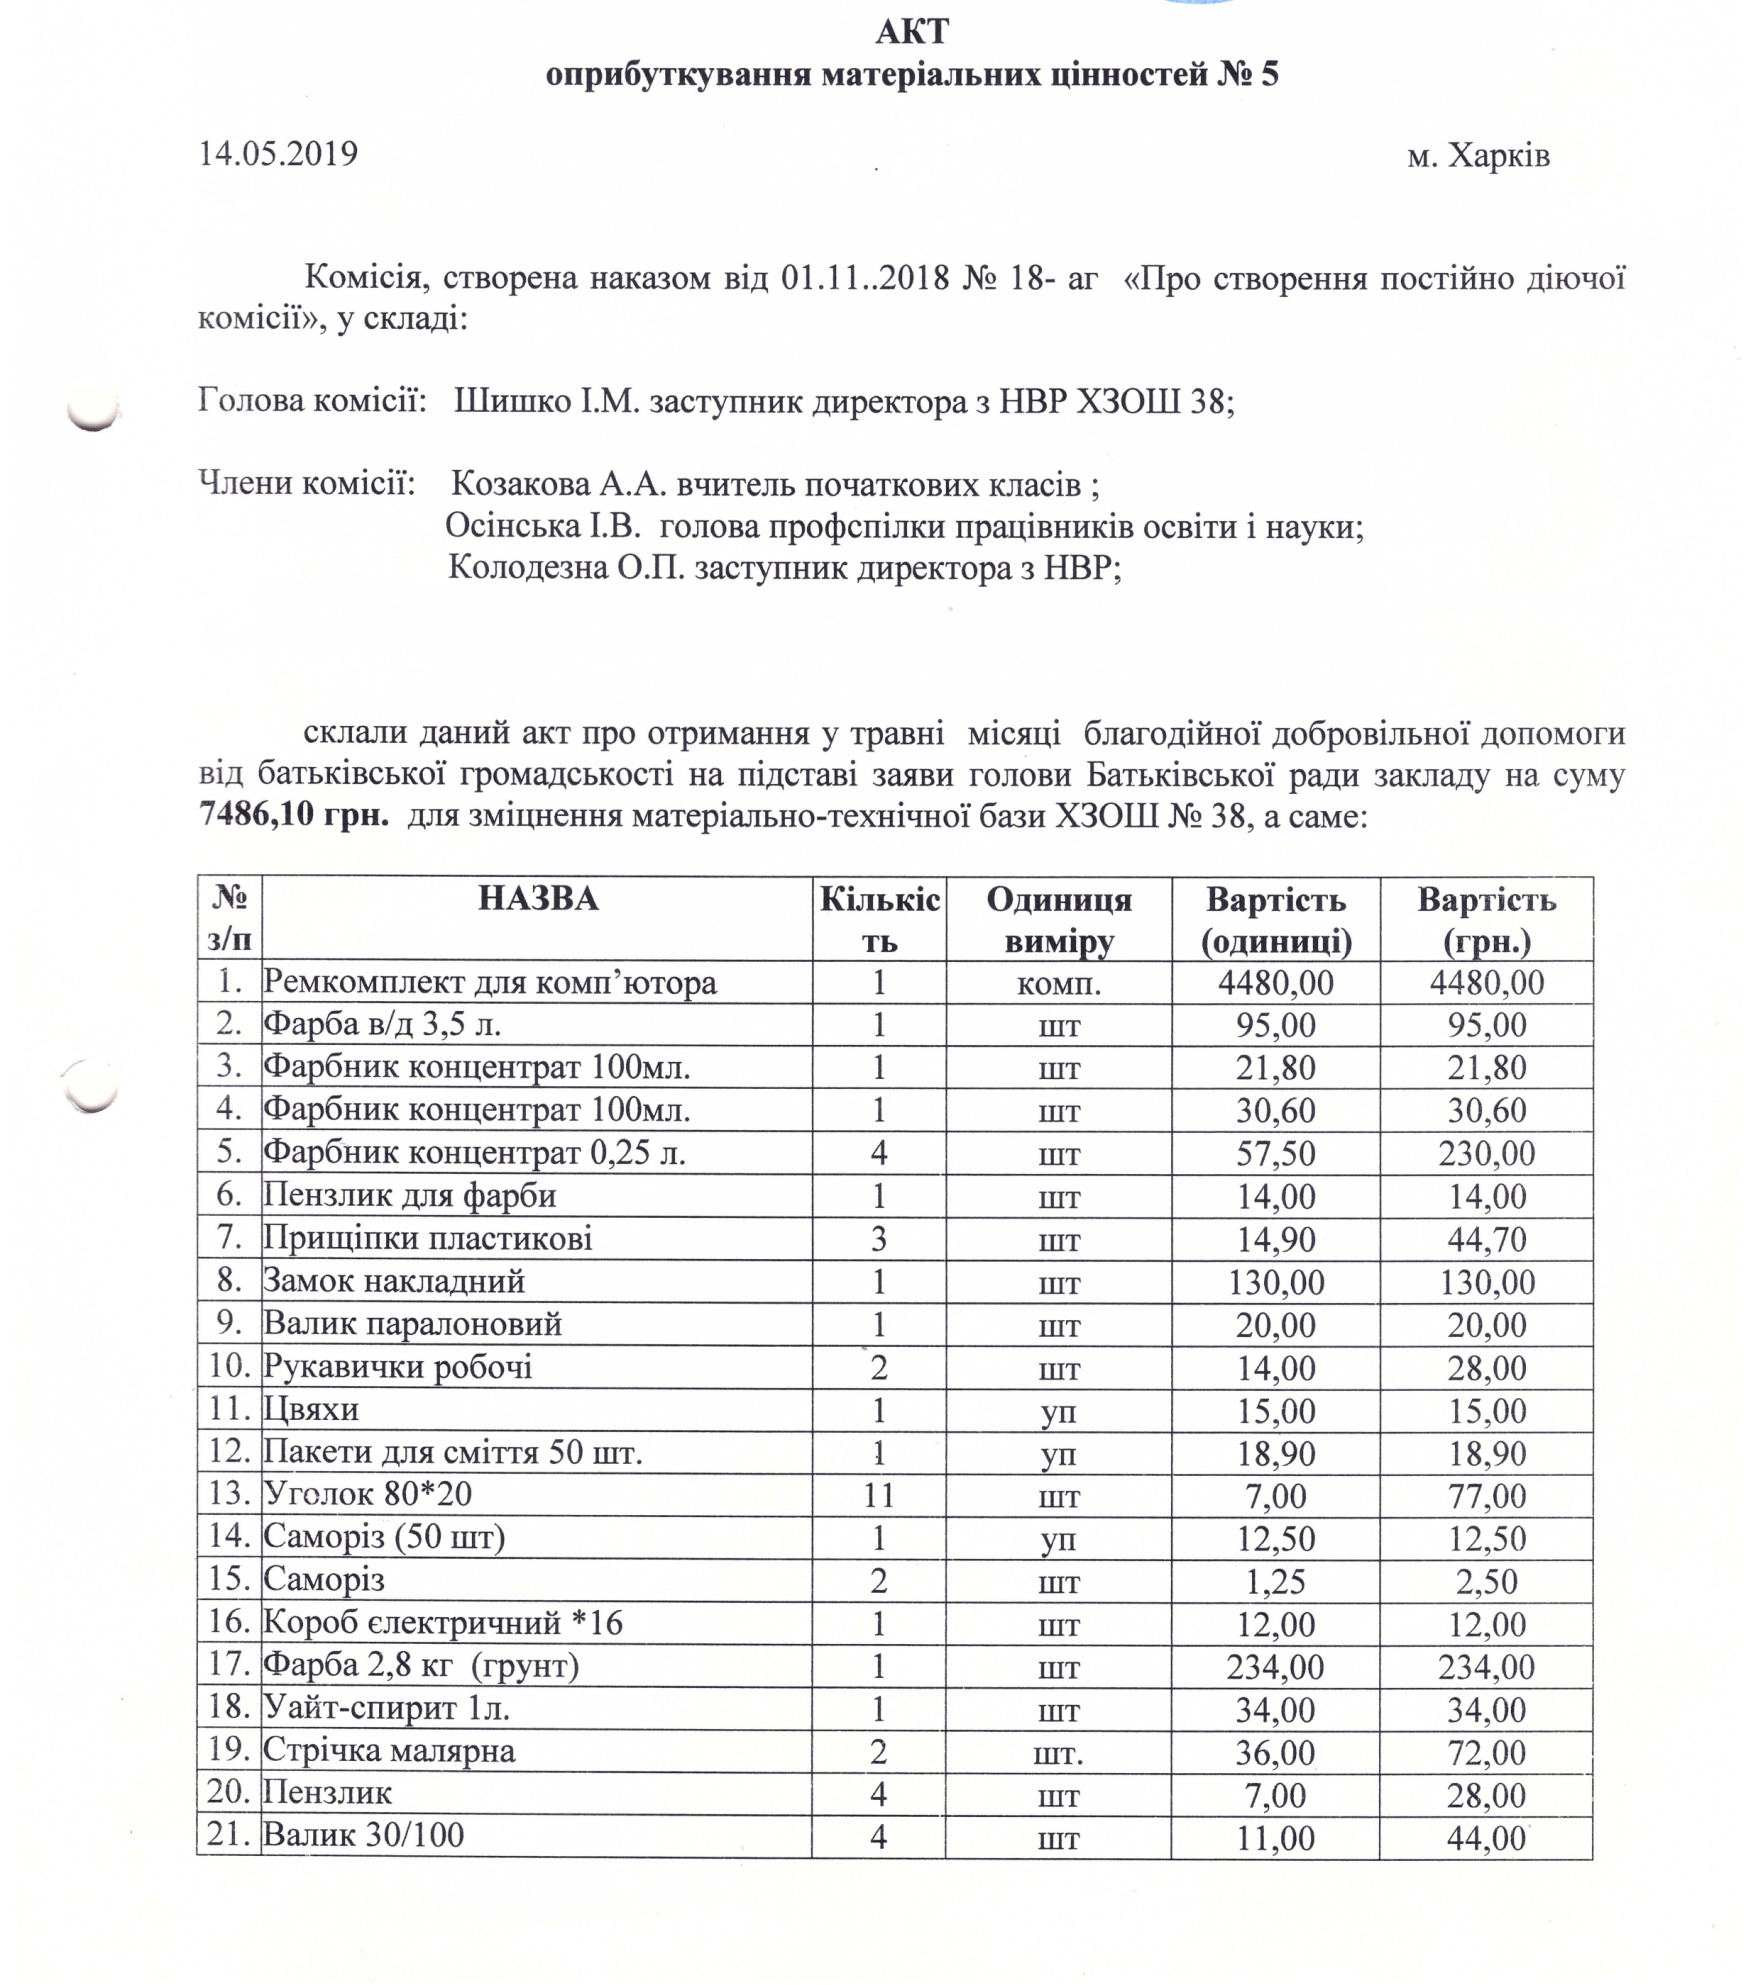 АКТ
оприбуткування матеріальних цінностей № 5
14.05.2019 м. Харків
Комісія, створена наказом від 01.11..2018 № 18- аг «Про створення постійно діючої
комісії», у складі:
Голова комісії: Шишко І.М. заступник директора з НВР ХЗОШ 38;
Члени комісії: Козакова А.А. вчитель початкових класів ;
Осінська І.В. голова профспілки працівників освіти і науки;
Колодезна О.П. заступник директора з НВР;
склали даний акт про отримання у травні місяці благодійної добровільної допомоги
від батьківської громадськості на підставі заяви голови Батьківської ради закладу на суму
7486,10 грн. для зміцнення матеріально-технічної бази ХЗОШ № 38, а саме:
№ НАЗВА Кількіс Одиниця Вартість Вартість
з/п ть виміру (одиниці) (грн.)
1. Ремкомплект для комп’ютора 1 комп. 4480,00 4480,00
2. Фарба в/д 3,5 л. 1 шт 95,00 95,00
3. Фарбник концентрат 100мл. 1 шт 21,80 21,80
4. Фарбник концентрат 100мл. 1 шт 30,60 30,60
5. Фарбник концентрат 0,25 л. 4 шт 57,50 230,00
6. Пензлик для фарби 1 шт 14,00 14,00
7. Прищіпки пластикові 3 шт 14,90 44,70
8. Замок накладний 1 шт 130,00 130,00
9. Валик паралоновий 1 шт 20,00 20,00
10. Рукавички робочі 2 шт 14,00 28,00
11. Цвяхи 1 уп 15,00 15,00
12. Пакети для сміття 50 шт. 1 уп 18,90 18,90
13. Уголок 80*20 11 шт 7,00 77,00
14. Саморіз (50 шт) 1 уп 12,50 12,50
15. Саморіз 2 шт 1,25 2,50
16. Короб єлектричний *16 1 шт 12,00 12,00
17. Фарба 2,8 кг (грунт) 1 шт 234,00 234,00
18. Уайт-спирит 1л. 1 шт 34,00 34,00
19. Стрічка малярна 2 шт. 36,00 72,00
20. Пензлик 4 шт 7,00 28,00
21. Валик 30/100 4 шт 11,00 44,00